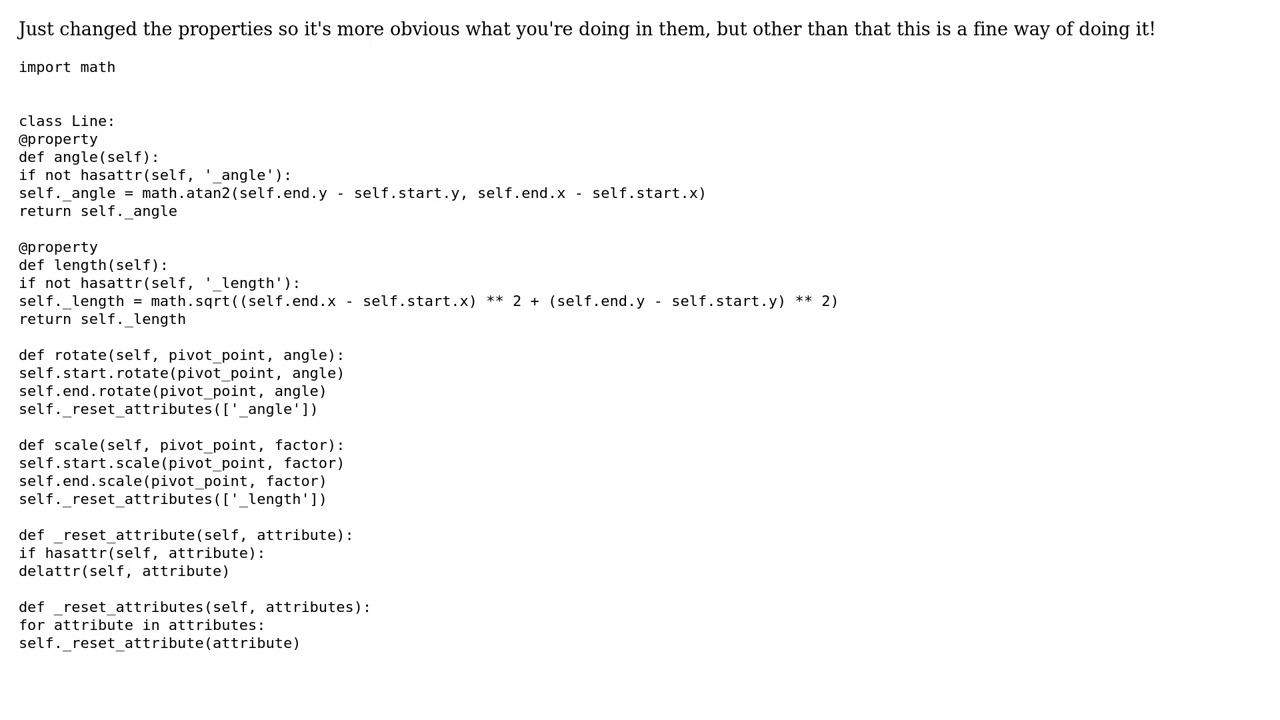 Just changed the properties so it's more obvious what you're doing in them, but other than that this is a fine way of doing it!
import math
class Line:
@property
def angle(self):
if not hasattr(self, '_angle'):
self._angle = math.atan2(self.end.y - self.start.y, self.end.x - self.start.x)
return self._angle
@property
def length(self):
if not hasattr(self, '_length'):
self._length = math.sqrt((self.end.x - self.start.x) ** 2 + (self.end.y - self.start.y) ** 2)
return self._length
def rotate(self, pivot_point, angle):
self.start.rotate(pivot_point, angle)
self.end.rotate(pivot_point, angle)
self._reset_attributes(['_angle'])
def scale(self, pivot_point, factor):
self.start.scale(pivot_point, factor)
self.end.scale(pivot_point, factor)
self._reset_attributes(['_length'])
def _reset_attribute(self, attribute):
if hasattr(self, attribute):
delattr(self, attribute)
def _reset_attributes(self, attributes):
for attribute in attributes:
self._reset_attribute(attribute)